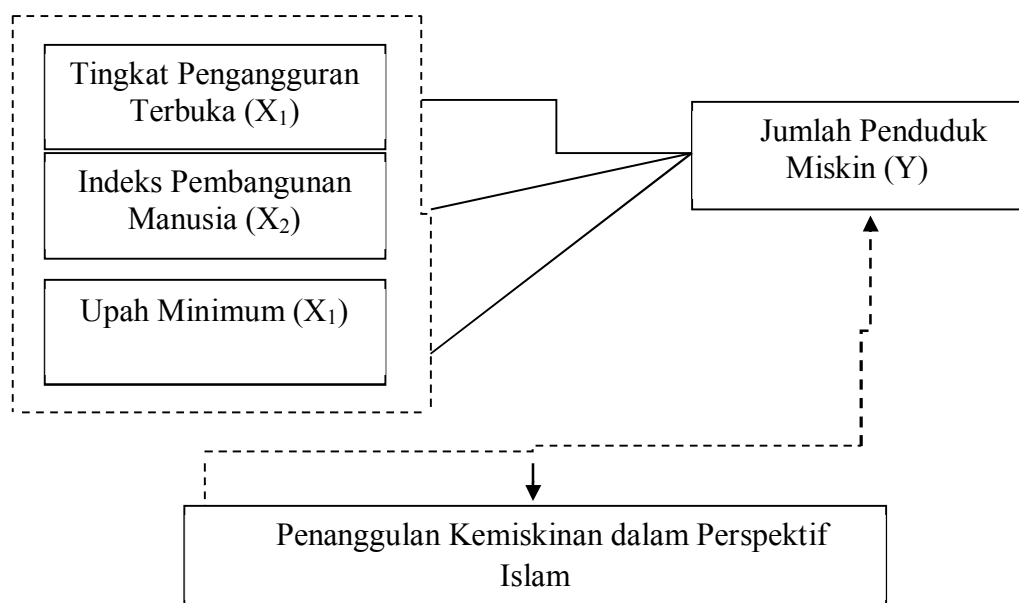 Tingkat Pengangguran
Terbuka (X₁)
Indeks Pembangunan
Manusia (X₂)
Upah Minimum (X₁)
Jumlah Penduduk
Miskin (Y)
Penanggulan Kemiskinan dalam Perspektif
Islam